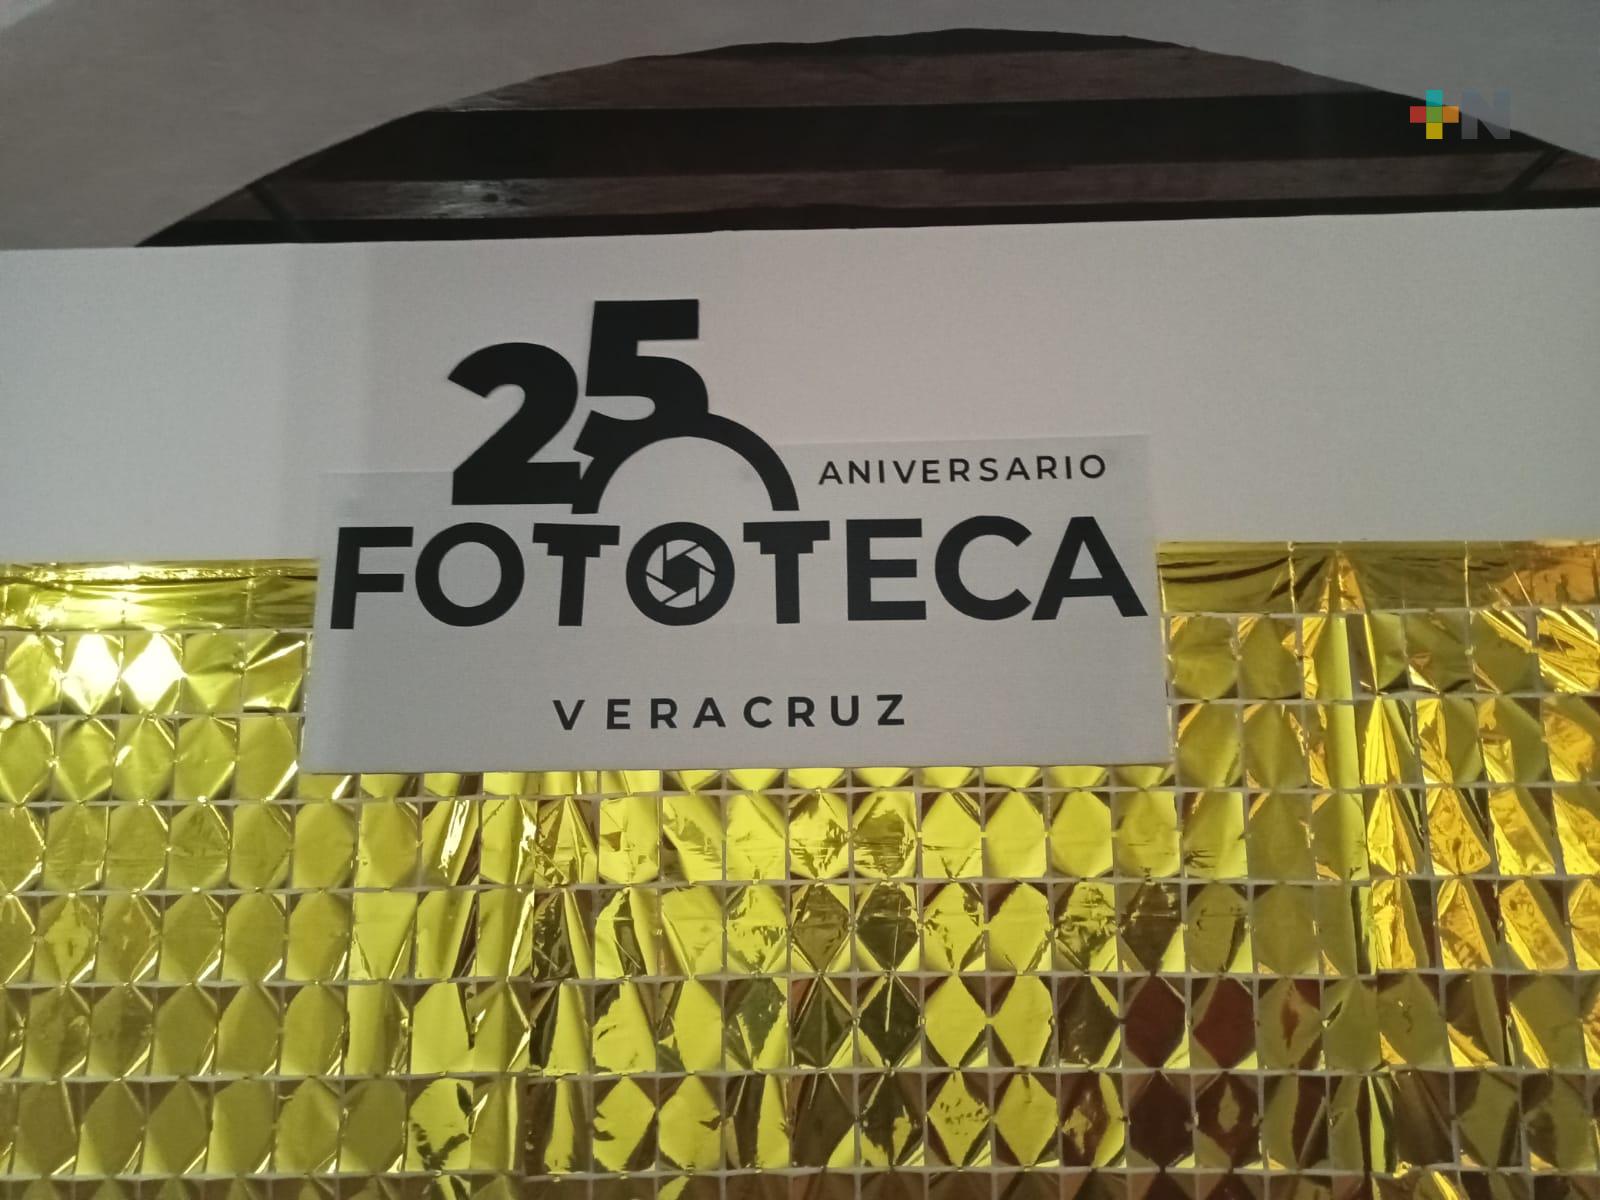 +N
25
ANIVERSARIO
FOTOTECA
VERACRUZ